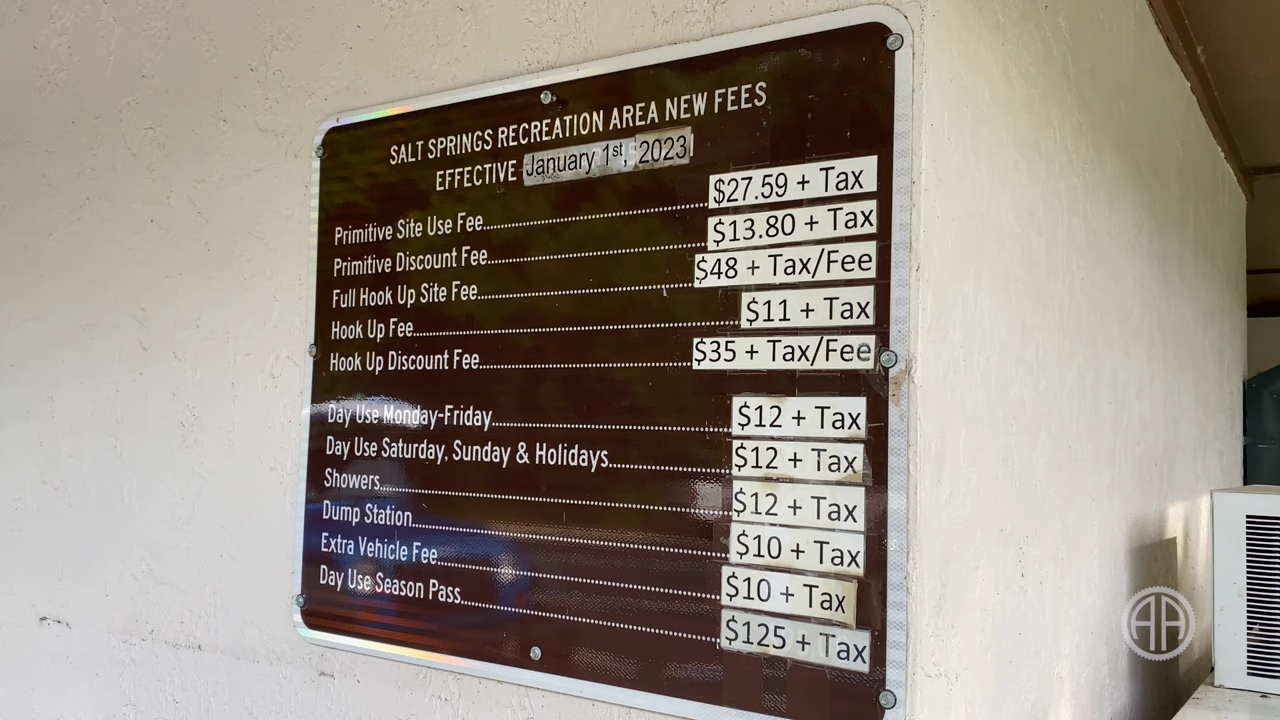 SALT SPRINGS RECREATION AREA NEW FEES
EFFECTIVE January 1st, 2023
Primitive Site Use Fee........ $27.59 + Tax
Primitive Discount Fee........ $13.80 + Tax
Full Hook Up Site Fee........ $48 + Tax/Fee
Hook Up Fee........ $11 + Tax
Hook Up Discount Fee........ $35 + Tax/Fee
Day Use Monday-Friday........ $12 + Tax
Day Use Saturday, Sunday & Holidays........ $12 + Tax
Showers........ $12 + Tax
Dump Station........ $10 + Tax
Extra Vehicle Fee........ $10 + Tax
Day Use Season Pass........ $125 + Tax
AA